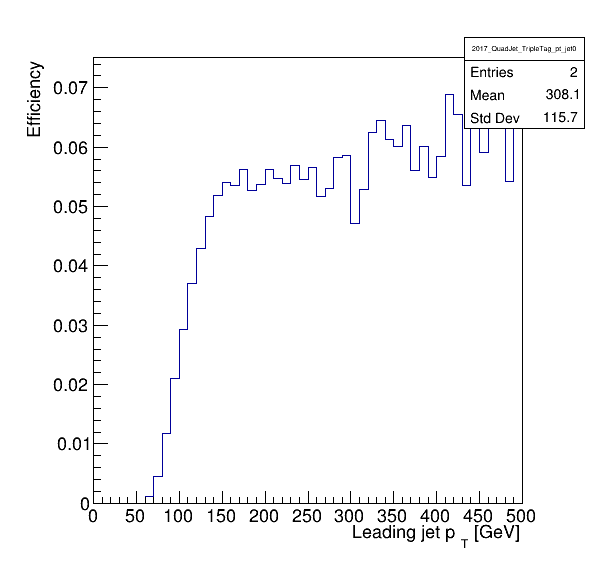 2017_QuadJet_TripleTag_pt_jet0
Entries 2
Mean 308.1
Std Dev 115.7
Efficiency
0.07
0.06
0.05
0.04
0.03
0.02
0.01
0
0 50 100 150 200 250 300 350 400 450 500
Leading jet p T [GeV]